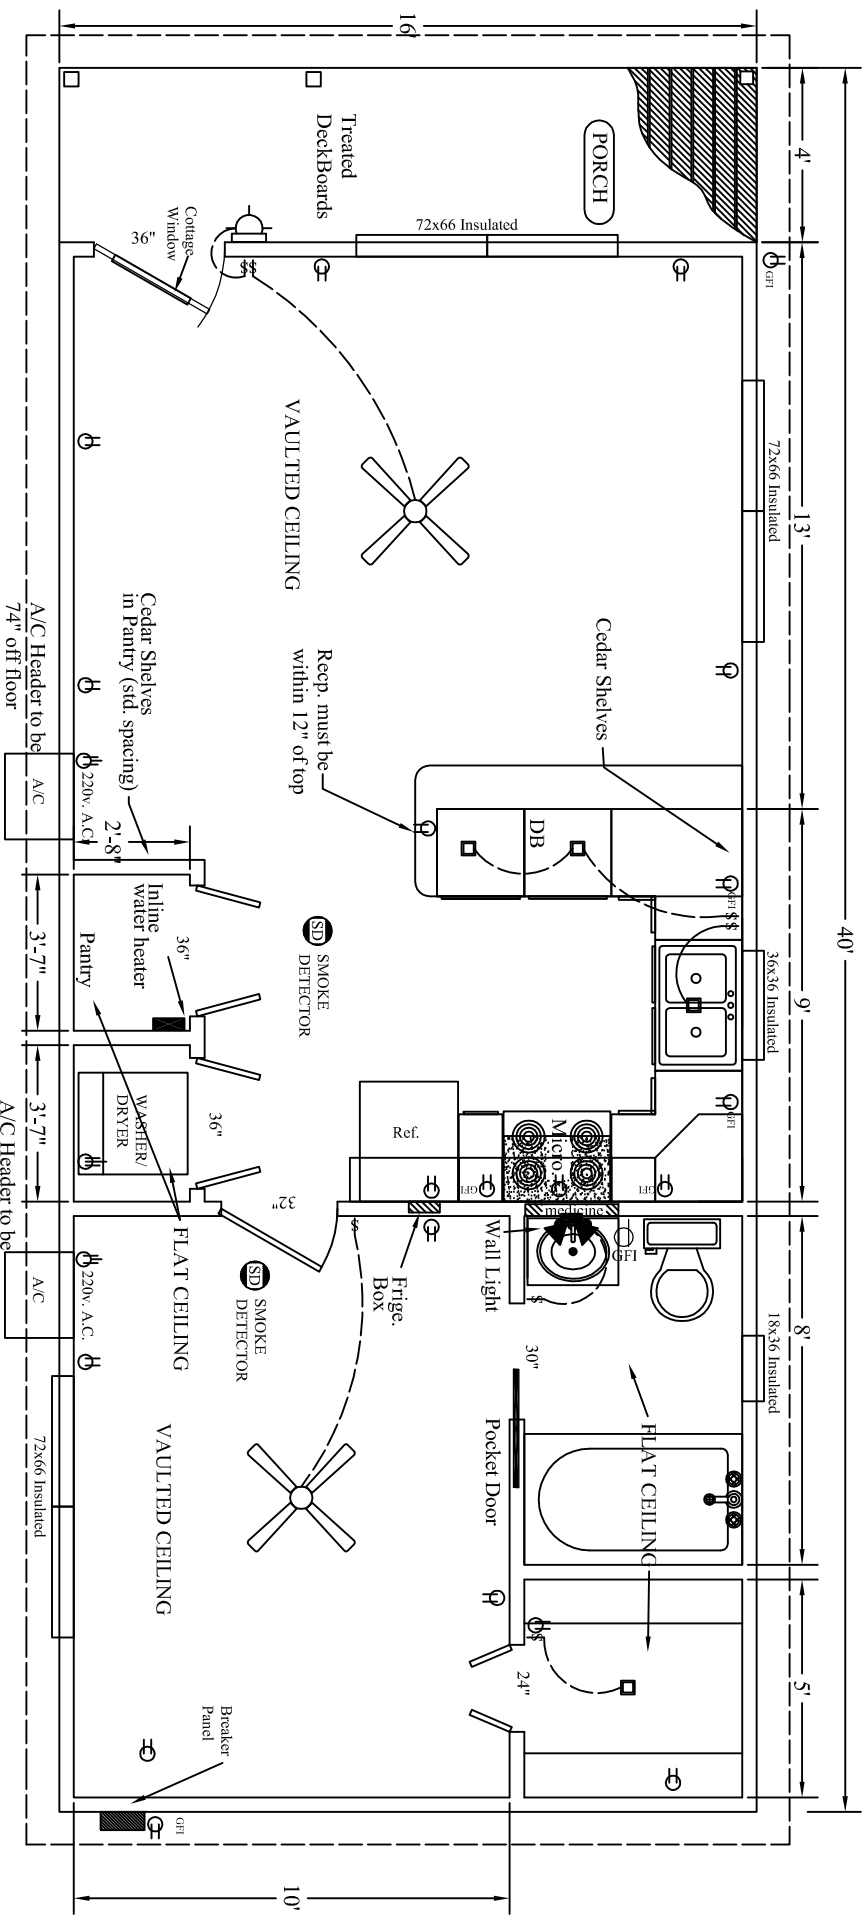 16'
40'
4'
13'
9'
8'
5'
10'
PORCH
Treated
DeckBoards
72x66 Insulated
GFI
36"
Cottage
Window
$$
72x66 Insulated
VAULTED CEILING
Cedar Shelves
Recp. must be
within 12" of top
Cedar Shelves
in Pantry (std. spacing)
A/C Header to be
74" off floor
A/C
220v. A.C.
2'-8"
DB
GFI
$$
36x36 Insulated
GFI
SD
SMOKE
DETECTOR
Inline
water heater
36"
Pantry
3'-7"
3'-7"
WASHER/
DRYER
36"
Ref.
Micro.
GFI
GFI
32"
$
medicine
Wall Light
GFI
$
Frige.
Box
FLAT CEILING
SD
SMOKE
DETECTOR
A/C Header to be
A/C
220v. A.C.
18x36 Insulated
30"
FLAT CEILING
Pocket Door
72x66 Insulated
VAULTED CEILING
$
24"
Breaker
Panel
GFI